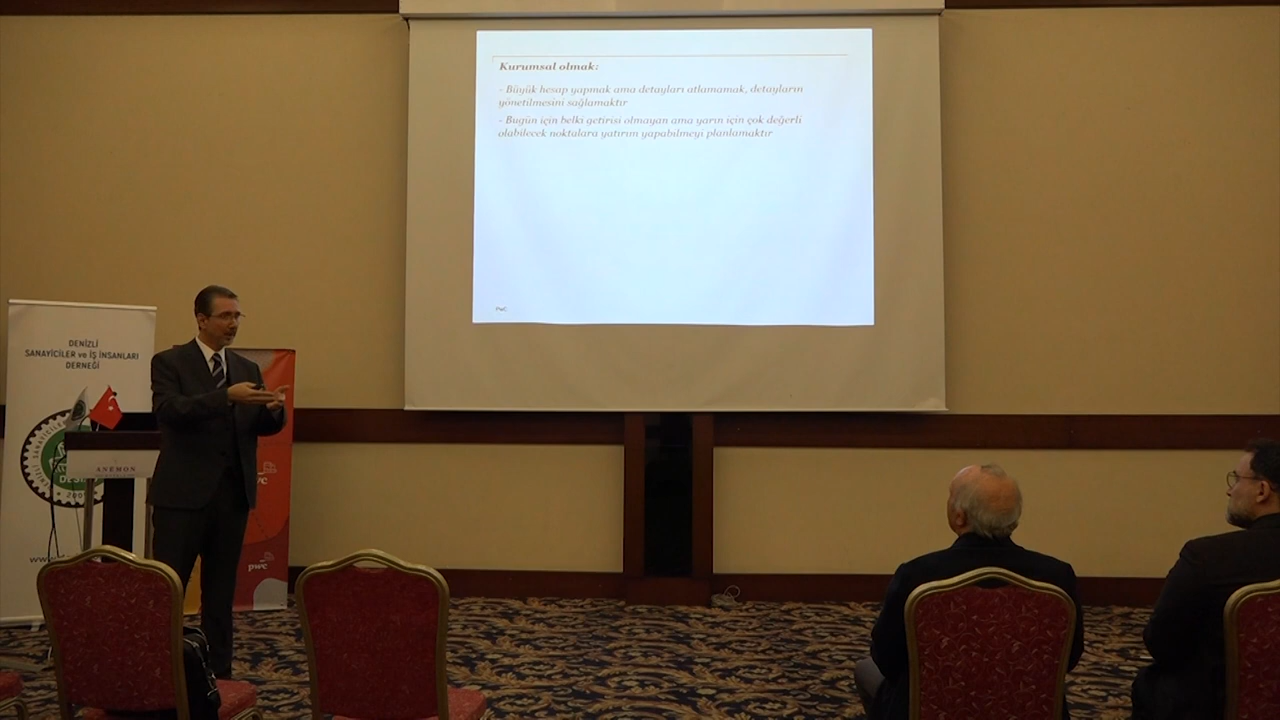 Kurumsal olmak:
- Büyük hesap yapmak ama detayları atlamamak, detayların
yönetilmesini sağlamaktır
- Bugün için belki getirisi olmayan ama yarın için çok değerli
olabilecek noktalara yatırım yapabilmeyi planlamaktır
PwC
DENİZLİ
SANAYİCİLER ve İŞ İNSANLARI
DERNEĞİ
ANEMON
pwc